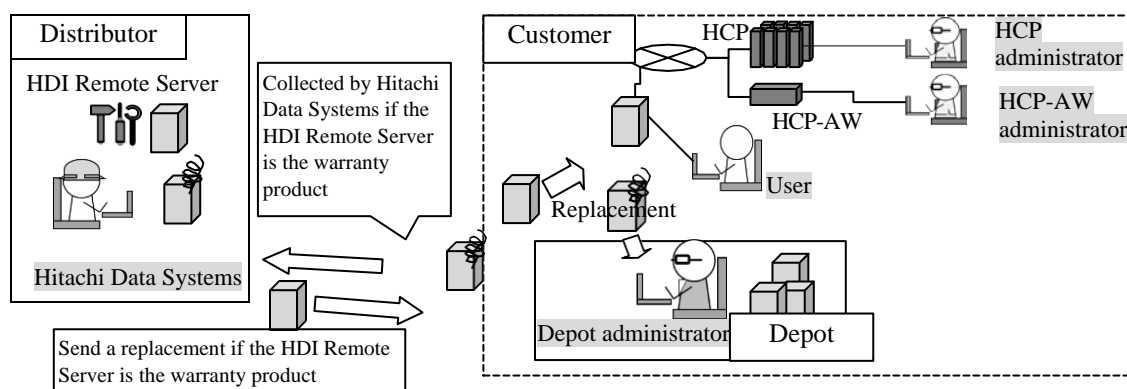 Distributor
HDI Remote Server
Hitachi Data Systems
Collected by Hitachi
Data Systems if the
HDI Remote Server
is the warranty
product
Send a replacement if the HDI Remote
Server is the warranty product
Customer
HCP
HCP
administrator
HCP-AW
HCP-AW
administrator
User
Replacement
Depot administrator
Depot